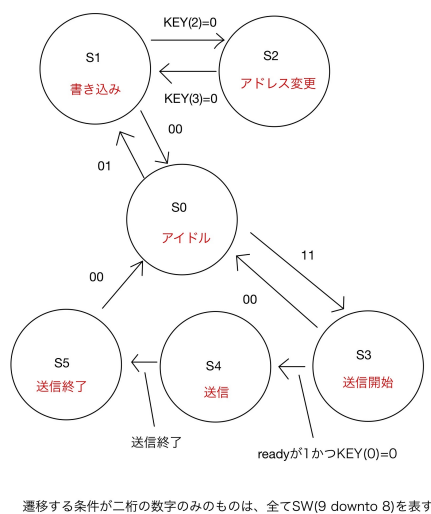 KEY(2)=0
S1
書き込み
S2
アドレス変更
KEY(3)=0
00
01
S0
アイドル
11
00
00
S5
送信終了
S4
送信
S3
送信開始
送信終了
readyが1かつKEY(0)=0
遷移する条件が二桁の数字のみのものは、全てSW(9 downto 8)を表す